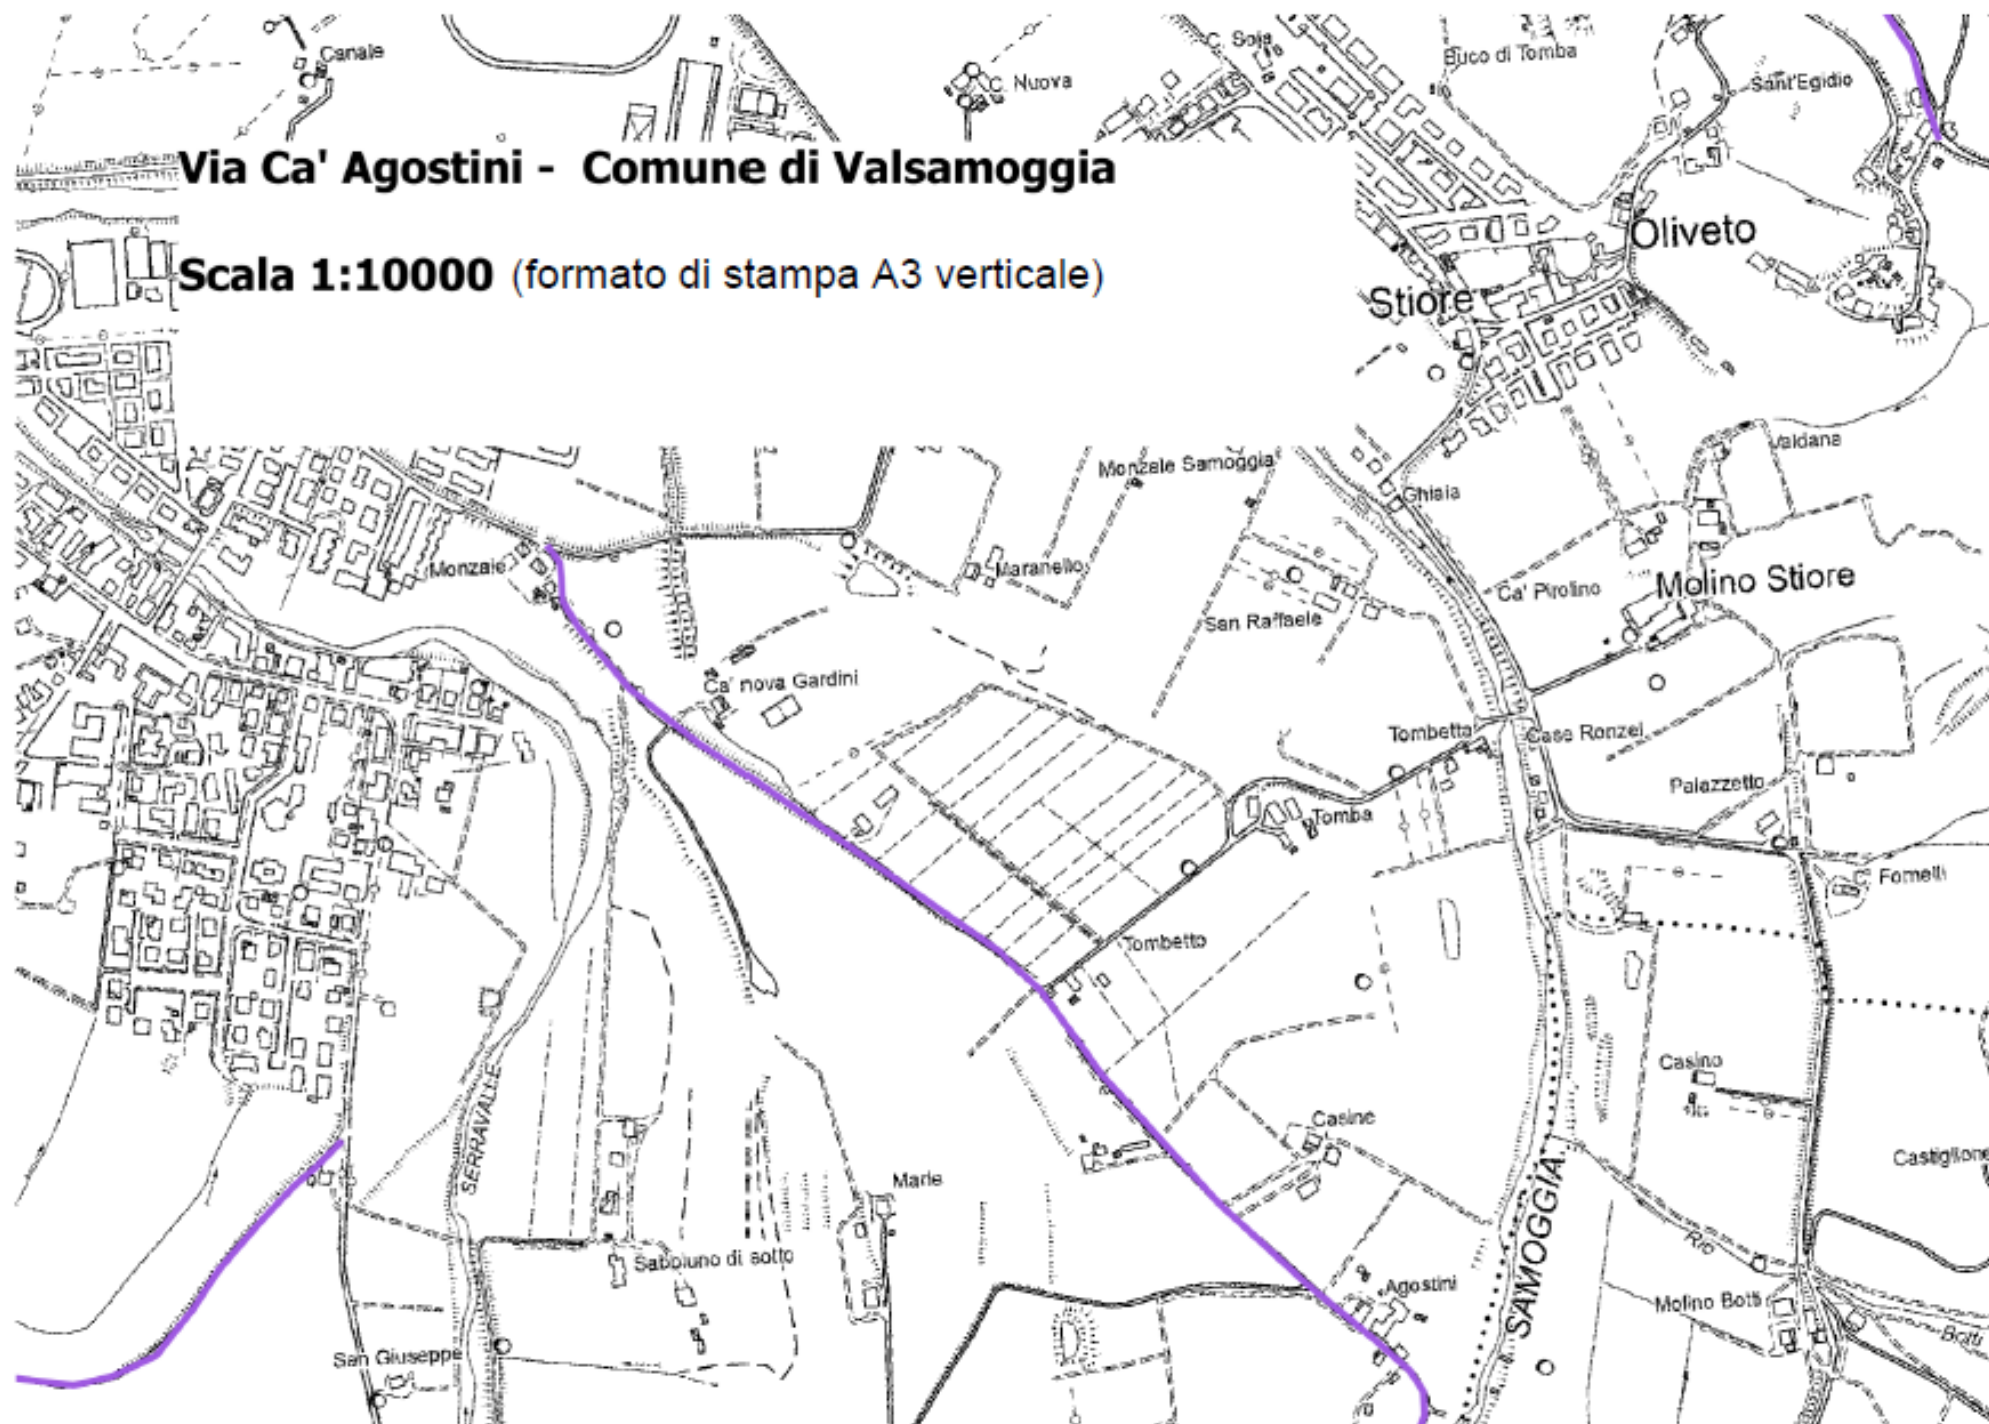 Canale
C. Nuova
C. Sola
Buco di Tomba
Sant'Egidio
Via Ca' Agostini - Comune di Valsamoggia
Oliveto
Scala 1:10000 (formato di stampa A3 verticale)
Stiore
Monzale Samoggia
Ghiaia
Monzale
Maranello
Ca' Pirolino
Molino Stiore
San Raffaele
Ca' nova Gardini
Tombetta
Case Ronzel
Palazzetto
Tomba
Fornelli
Tombetto
Casino
Casine
SERRAVALLE
Castiglione
Marle
SAMOGGIA
Rio
Sabbiuno di sotto
Agostini
Molino Botti
Botti
San Giuseppe